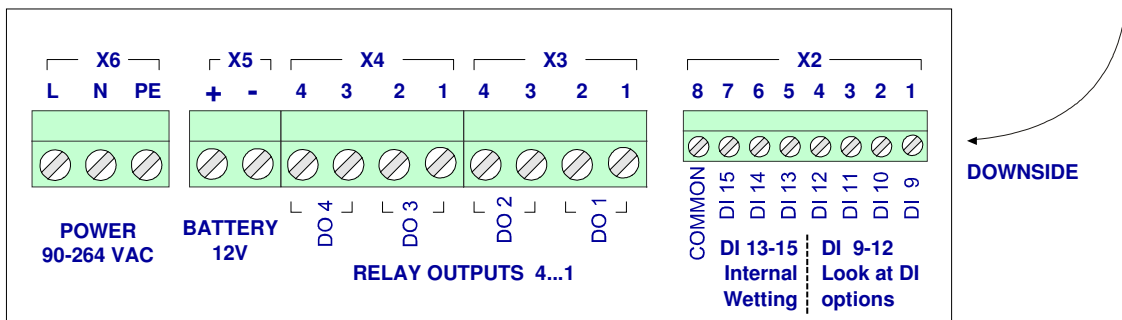 X6 X5 X4 X3 X2
L N PE + - 4 3 2 1 4 3 2 1 8 7 6 5 4 3 2 1
DOWNSIDE
DO 4 DO 3 DO 2 DO 1
COMMON DI 15 DI 14 DI 13 DI 12 DI 11 DI 10 DI 9
POWER
90-264 VAC
BATTERY
12V
RELAY OUTPUTS 4...1
DI 13-15
Internal
Wetting
DI 9-12
Look at DI
options